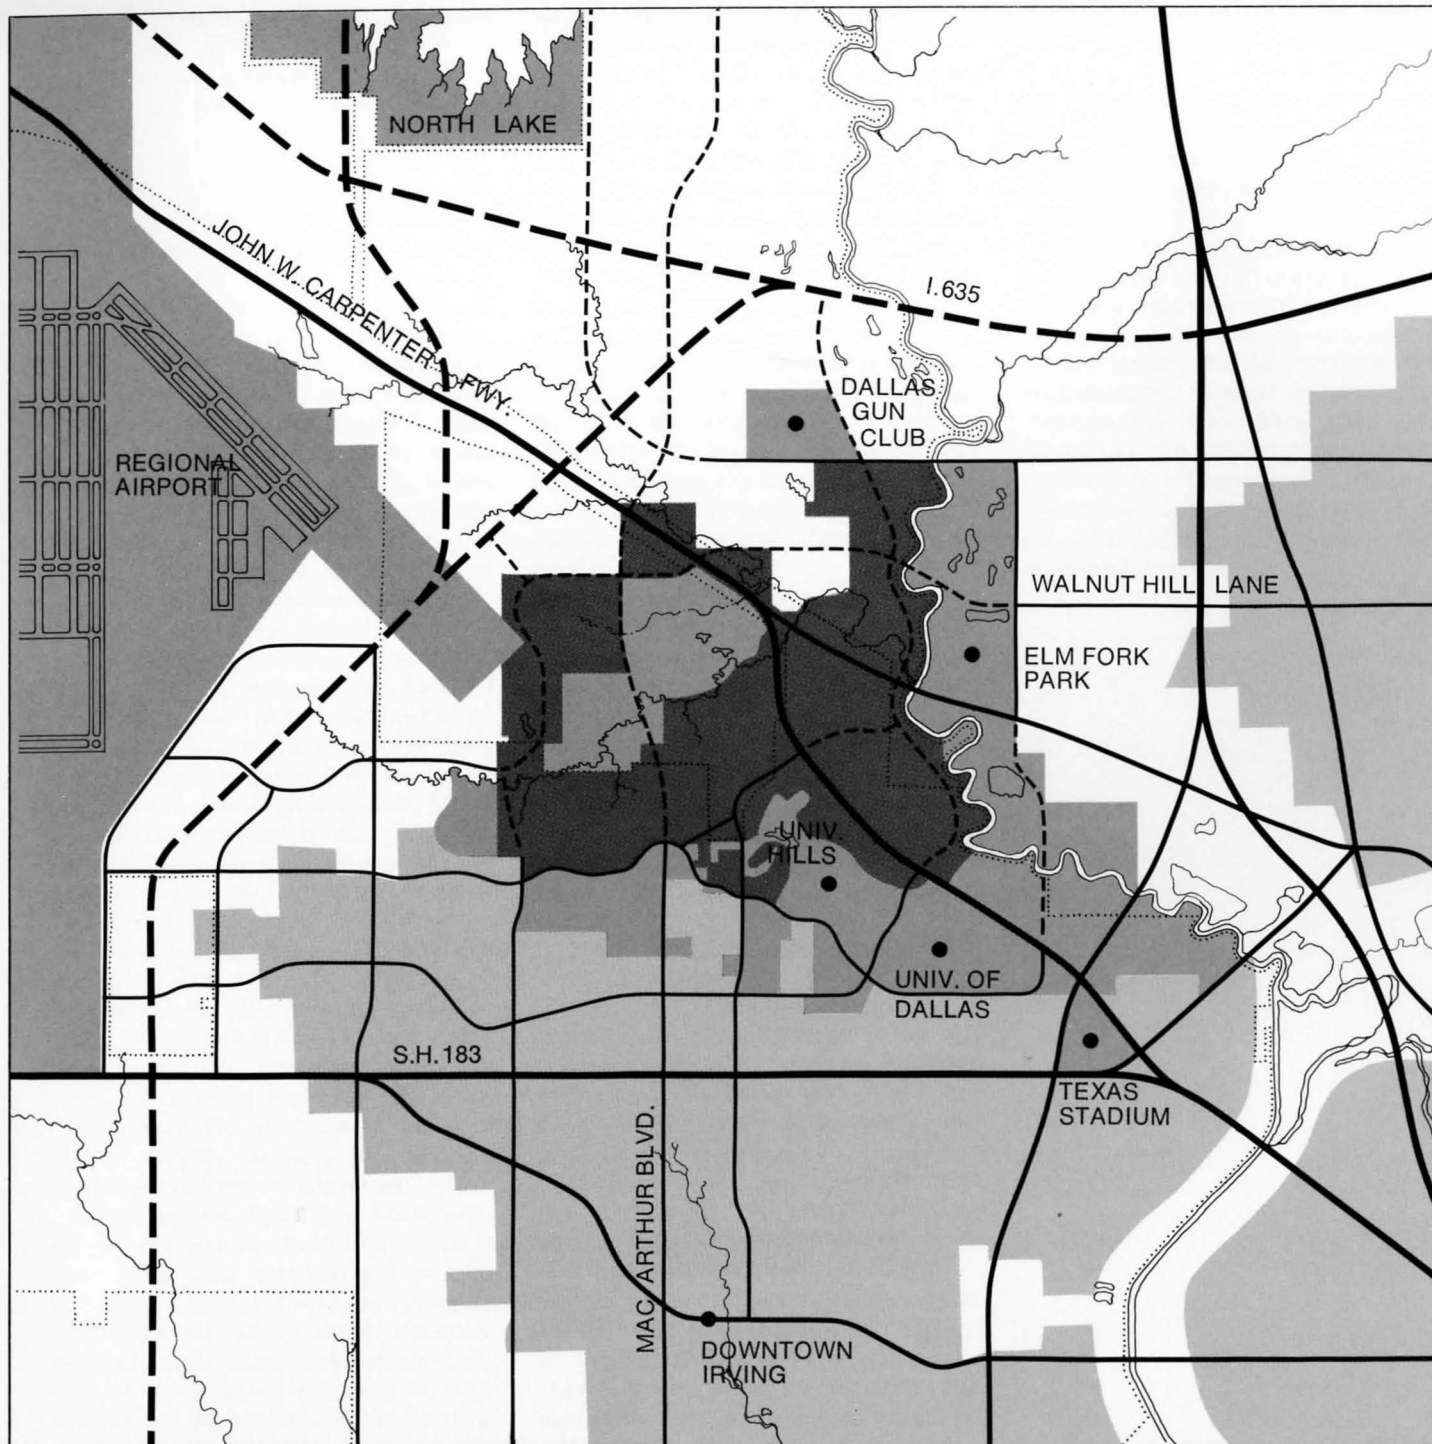 NORTH LAKE
JOHN W. CARPENTER FWY.
I.635
DALLAS
GUN
CLUB
REGIONAL
AIRPORT
WALNUT HILL LANE
ELM FORK
PARK
UNIV.
HILLS
UNIV. OF
DALLAS
S.H. 183
TEXAS
STADIUM
MAC ARTHUR BLVD.
DOWNTOWN
IRVING